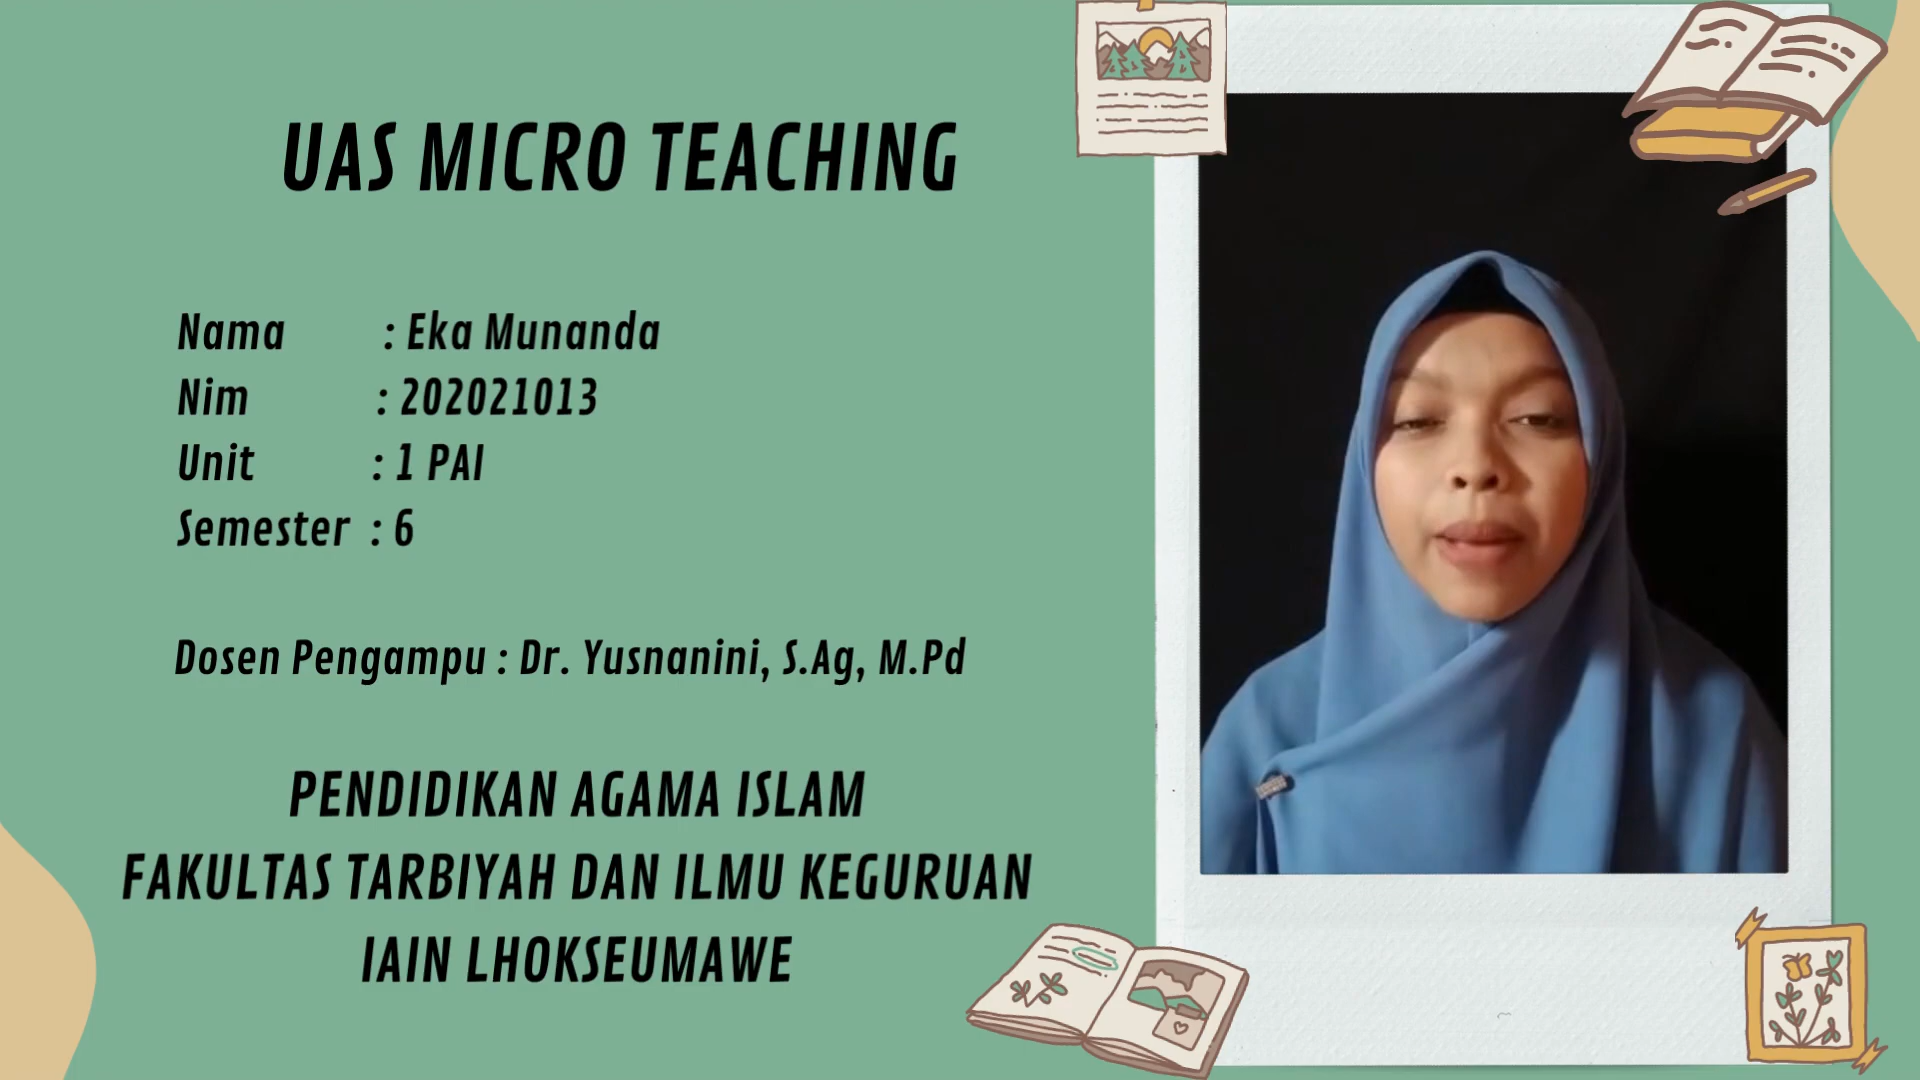 UAS MICRO TEACHING
Nama : Eka Munanda
Nim : 202021013
Unit : 1 PAI
Semester : 6
Dosen Pengampu : Dr. Yusnanini, S.Ag, M.Pd
PENDIDIKAN AGAMA ISLAM
FAKULTAS TARBIYAH DAN ILMU KEGURUAN
IAIN LHOKSEUMAWE